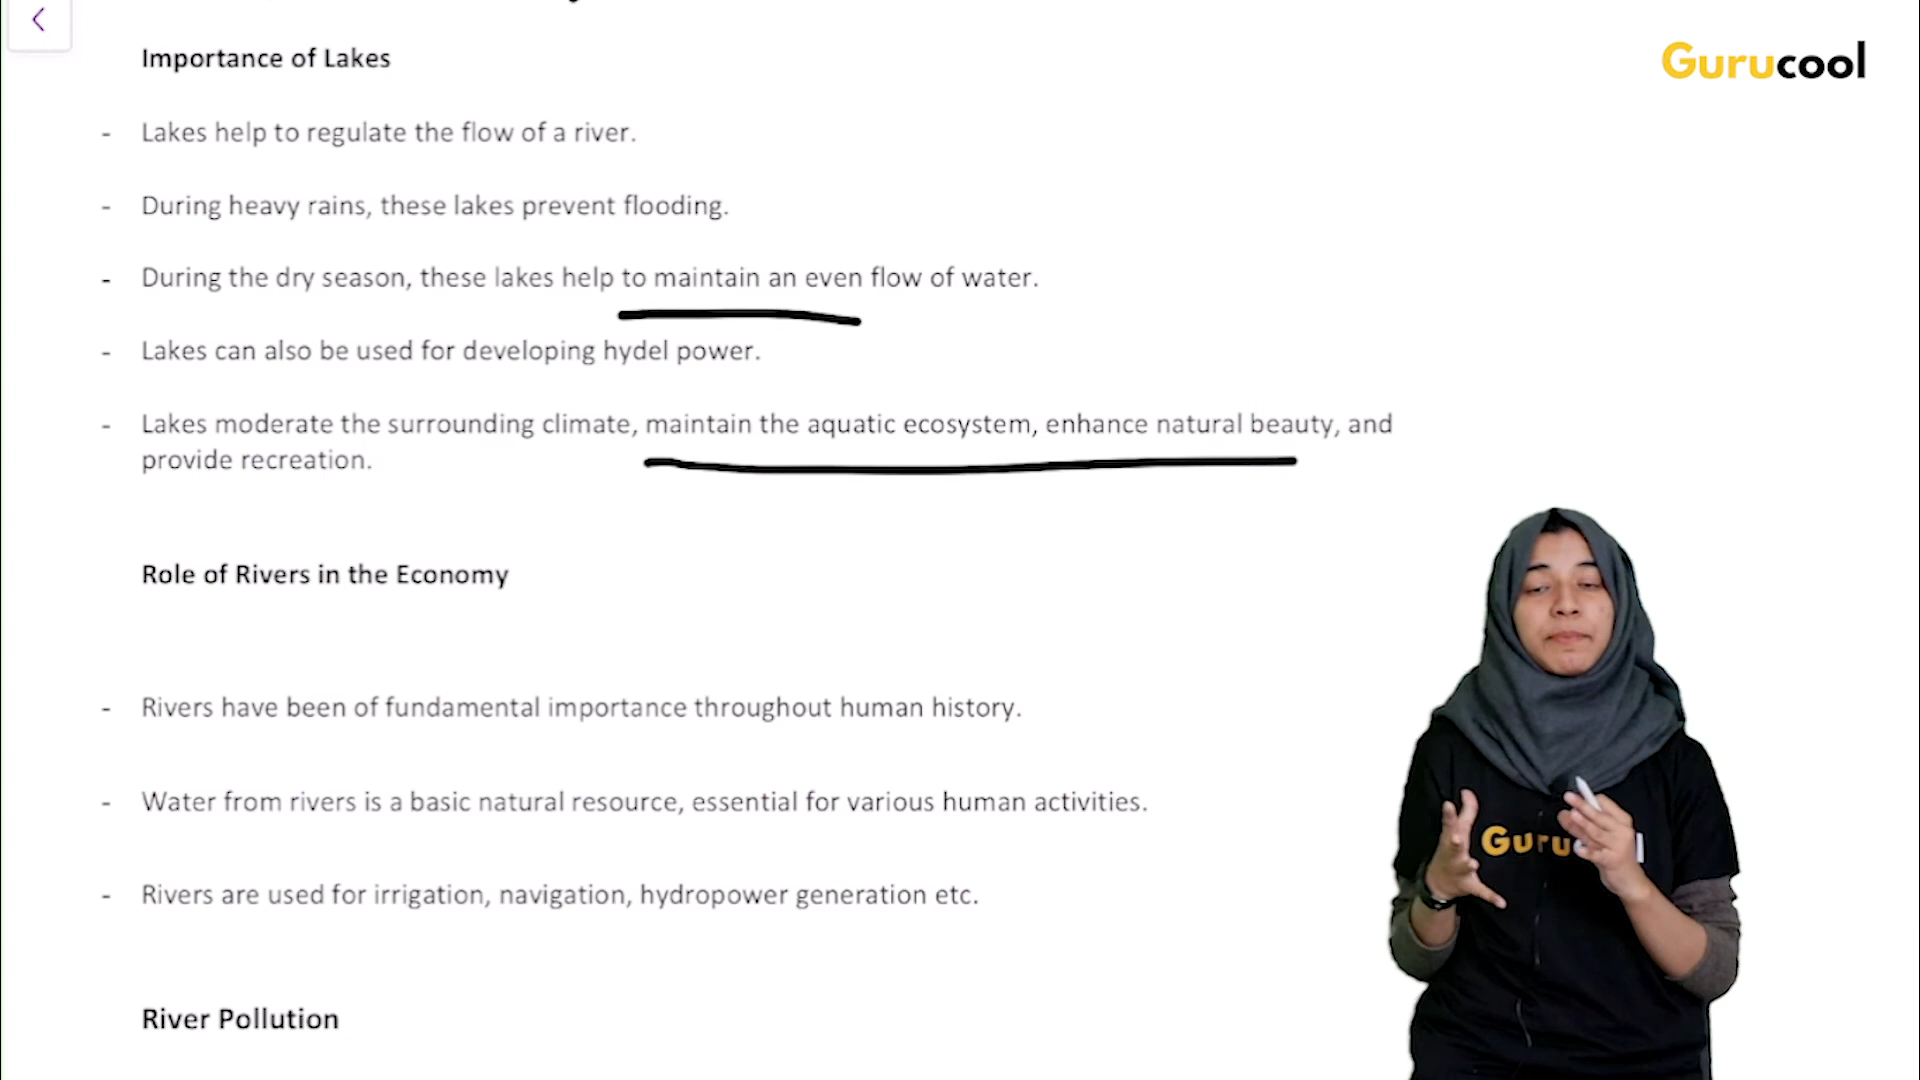 Importance of Lakes
Gurucool
- Lakes help to regulate the flow of a river.
- During heavy rains, these lakes prevent flooding.
- During the dry season, these lakes help to maintain an even flow of water.
- Lakes can also be used for developing hydel power.
- Lakes moderate the surrounding climate, maintain the aquatic ecosystem, enhance natural beauty, and
provide recreation.
Role of Rivers in the Economy
- Rivers have been of fundamental importance throughout human history.
- Water from rivers is a basic natural resource, essential for various human activities.
- Rivers are used for irrigation, navigation, hydropower generation etc.
River Pollution